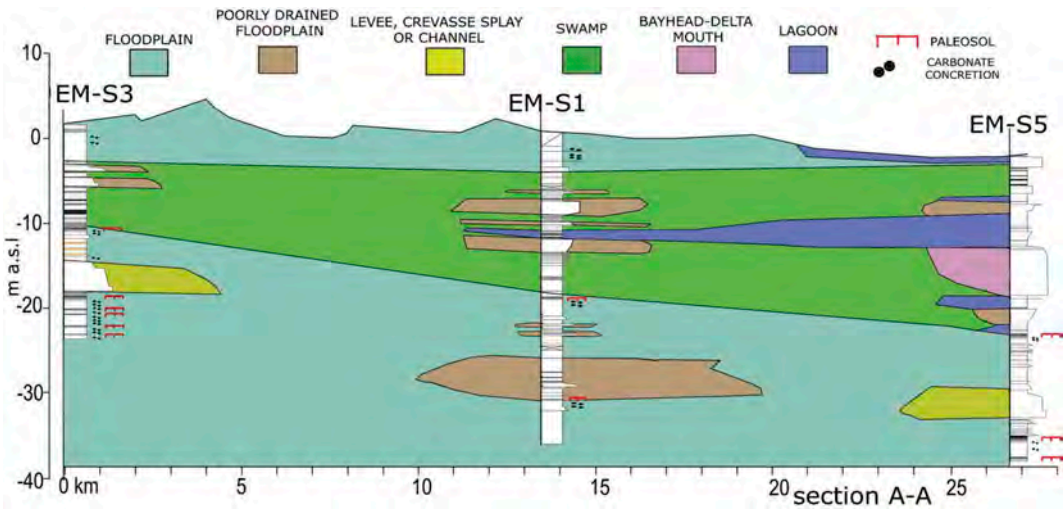 FLOODPLAIN
POORLY DRAINED
FLOODPLAIN
LEVEE, CREVASSE SPLAY
OR CHANNEL
SWAMP
BAYHEAD-DELTA
MOUTH
LAGOON
PALEOSOL
CARBONATE
CONCRETION
EM-S3
EM-S1
EM-S5
m a.s.l
10
0
-10
-20
-30
-40
0 km
5
10
15
20
25
section A-A